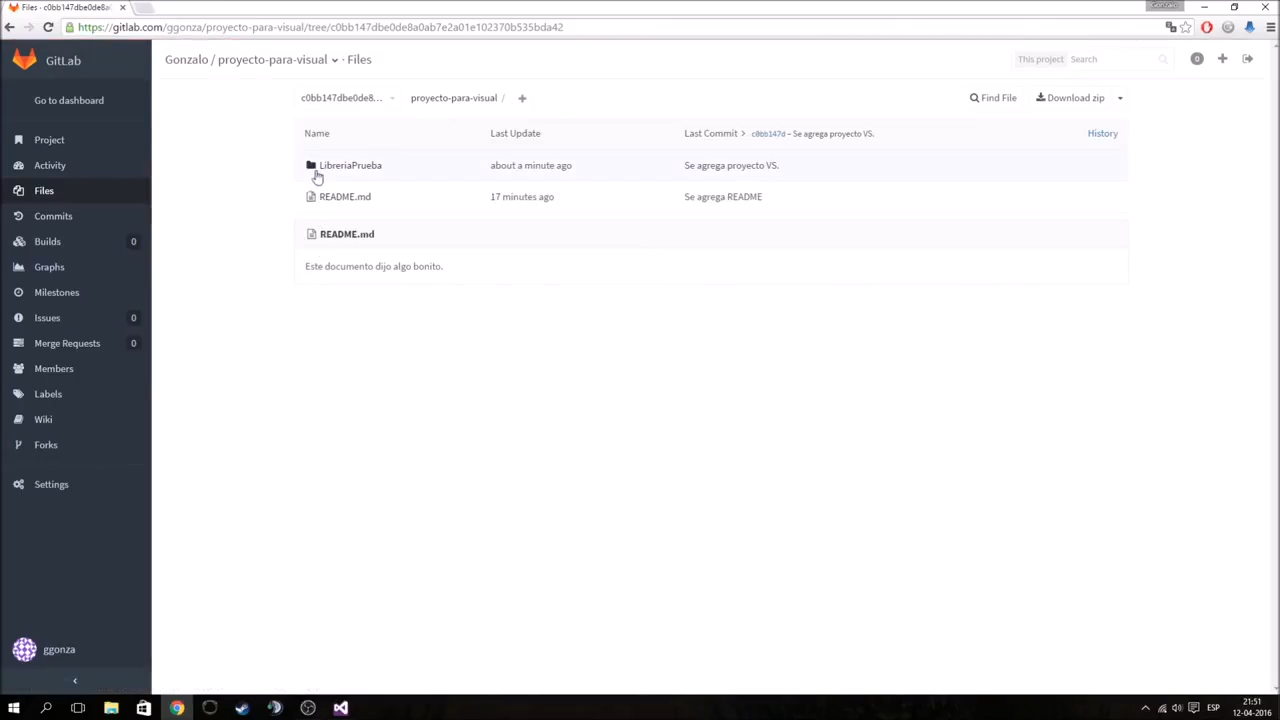 Files · c0bb147dbe0de8a
Gonzalo
https://gitlab.com/ggonza/proyecto-para-visual/tree/c0bb147dbe0de8a0ab7e2a01e102370b535bda42
GitLab
Gonzalo / proyecto-para-visual · Files
This project Search
0
Go to dashboard
Project
Activity
Files
Commits
Builds 0
Graphs
Milestones
Issues 0
Merge Requests 0
Members
Labels
Wiki
Forks
Settings
ggonza
c0bb147dbe0de8... proyecto-para-visual / +
Find File Download zip
Name Last Update Last Commit > c0bb147d – Se agrega proyecto VS. History
LibreriaPrueba about a minute ago Se agrega proyecto VS.
README.md 17 minutes ago Se agrega README
README.md
Este documento dijo algo bonito.
ESP
21:51
12-04-2016